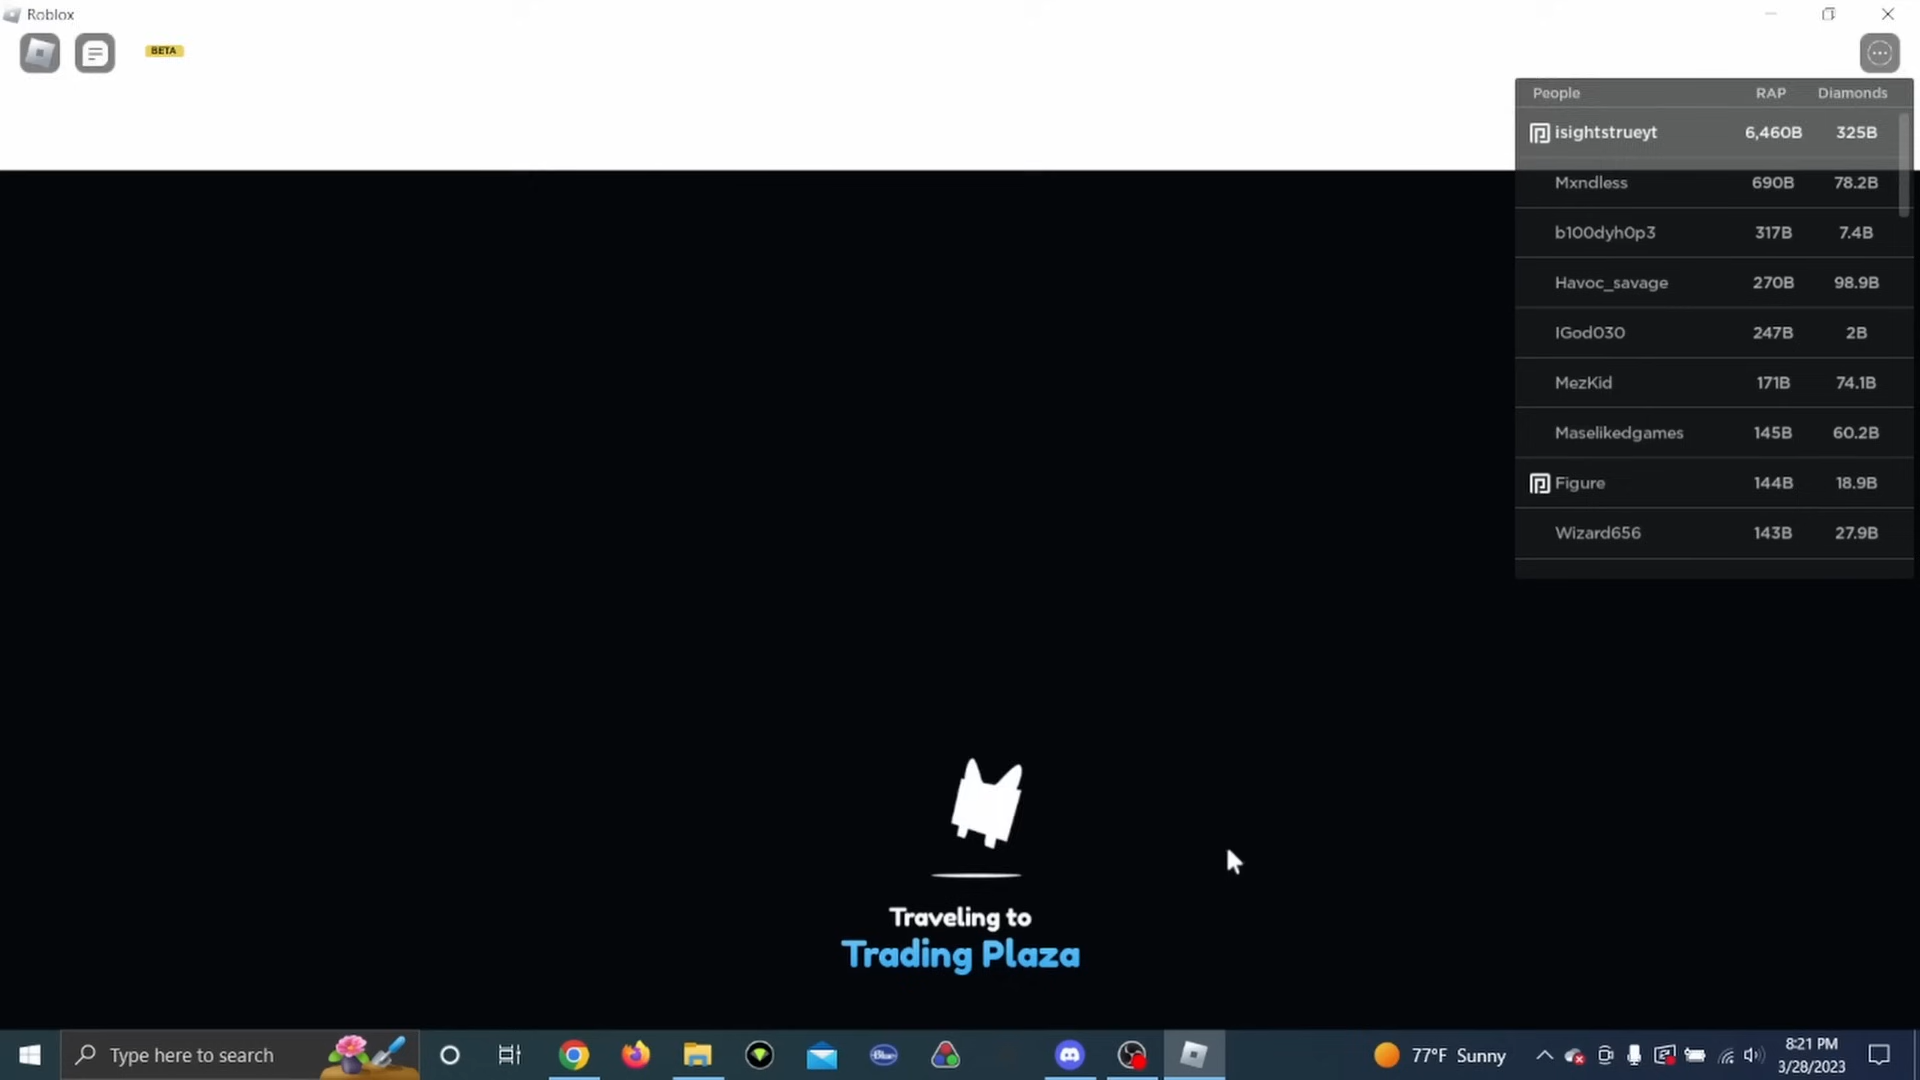 Roblox
BETA
People RAP Diamonds
isightstrueyt 6,460B 325B
Mxndless 690B 78.2B
b100dyh0p3 317B 7.4B
Havoc_savage 270B 98.9B
IGod030 247B 2B
MezKid 171B 74.1B
Maselikedgames 145B 60.2B
Figure 144B 18.9B
Wizard656 143B 27.9B
Traveling to
Trading Plaza
Type here to search
Blue
77°F Sunny
8:21 PM
3/28/2023